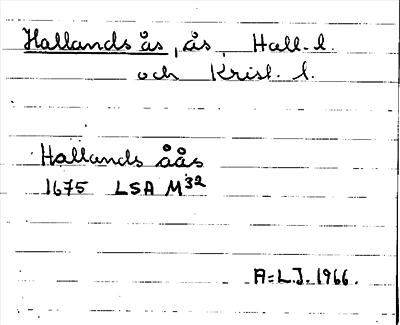 Hallands ås, ås, Hall. l.
och Krist. l.
Hallands åås
1675 LSA M32
A:L.J. 1966.